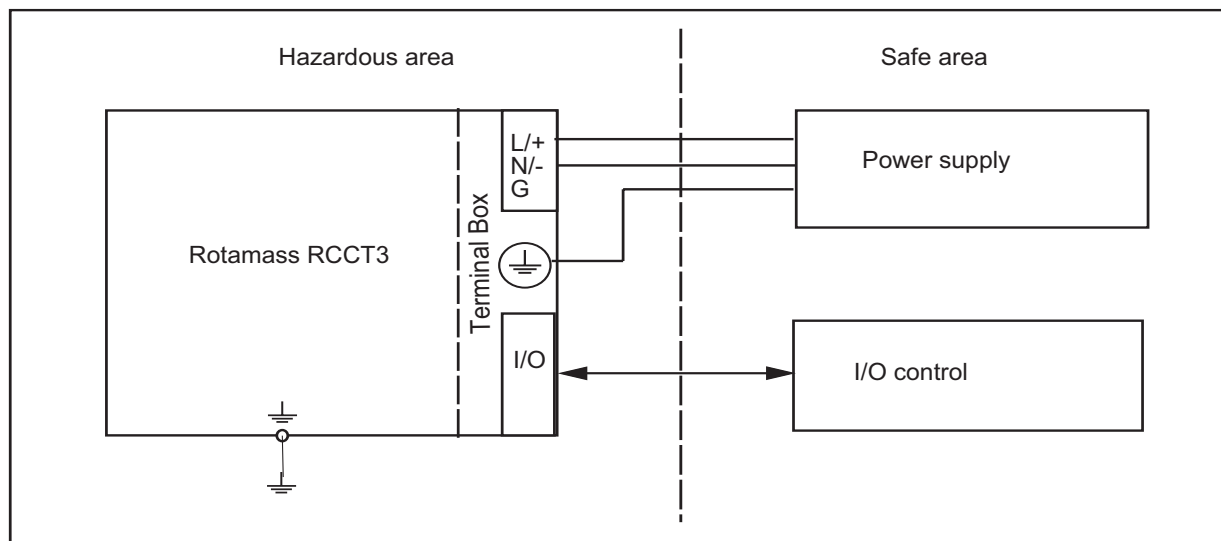 Hazardous area
Safe area
L/+
N/-
G
Power supply
Rotamass RCCT3
Terminal Box
I/O
I/O control